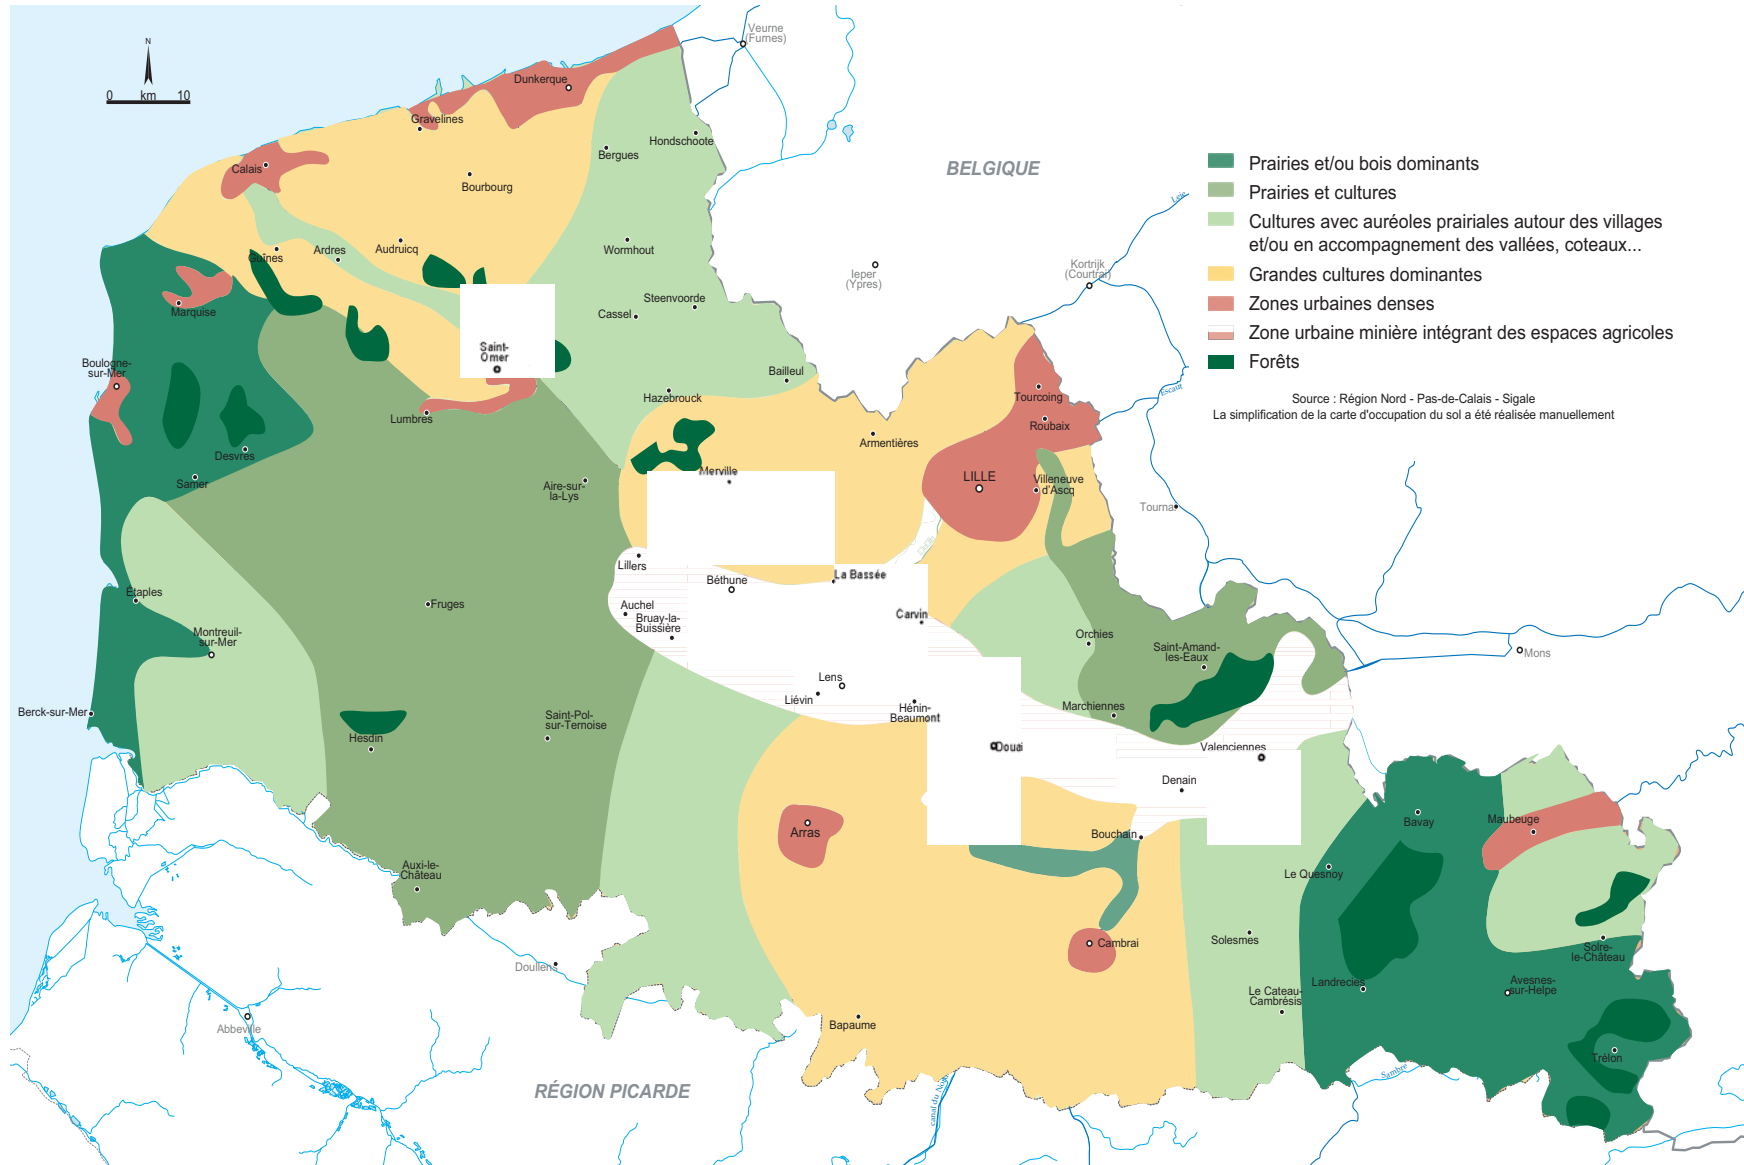 N
0 km 10
Veurne
(Furnes)
Dunkerque
Gravelines
Hondschoote
Bergues
Calais
Bourbourg
BELGIQUE
Prairies et/ou bois dominants
Prairies et cultures
Cultures avec auréoles prairiales autour des villages
et/ou en accompagnement des vallées, coteaux...
Grandes cultures dominantes
Zones urbaines denses
Zone urbaine minière intégrant des espaces agricoles
Forêts
Source : Région Nord - Pas-de-Calais - Sigale
La simplification de la carte d'occupation du sol a été réalisée manuellement
Leie
Guînes
Ardres
Audruicq
Wormhout
Ieper
(Ypres)
Kortrijk
(Courtrai)
Steenvoorde
Cassel
Marquise
Saint-
Omer
Boulogne-
sur-Mer
Bailleul
Hazebrouck
Escaut
Tourcoing
Roubaix
Lumbres
Armentières
Desvres
Samer
Merville
LILLE
Villeneuve
d'Ascq
Aire-sur-
la-Lys
Tournai
Lillers
Béthune
La Bassée
Étaples
Fruges
Auchel
Bruay-la-
Buissière
Carvin
Montreuil-
sur-Mer
Orchies
Saint-Amand-
les-Eaux
Mons
Lens
Liévin
Hénin-
Beaumont
Marchiennes
Berck-sur-Mer
Saint-Pol-
sur-Ternoise
Hesdin
Douai
Valenciennes
Denain
Arras
Bouchain
Bavay
Maubeuge
Auxi-le-
Château
Le Quesnoy
Cambrai
Solesmes
Solre-
le-Château
Doullens
Landrecies
Avesnes-
sur-Helpe
Le Cateau-
Cambrésis
Abbeville
Bapaume
Trélon
Sambre
canal du Nord
RÉGION PICARDE